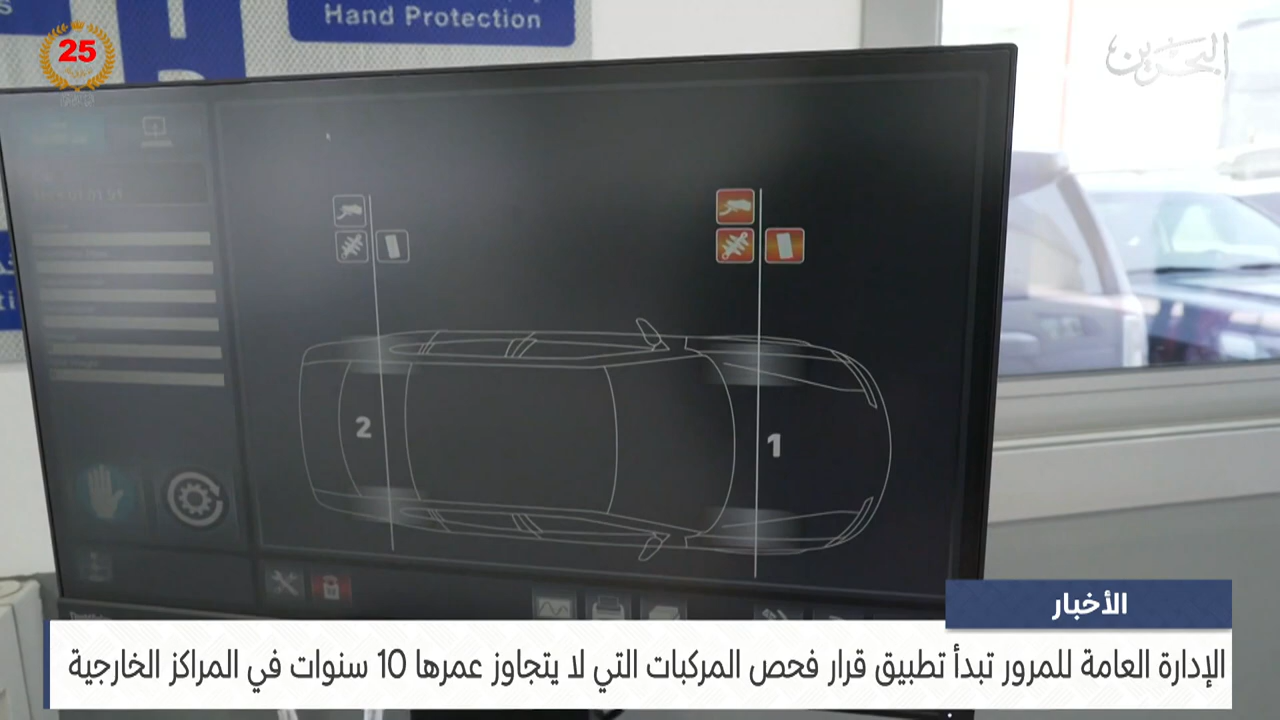 Hand Protection
25
البحرين
2
1
الأخبار
الإدارة العامة للمرور تبدأ تطبيق قرار فحص المركبات التي لا يتجاوز عمرها 10 سنوات في المراكز الخارجية